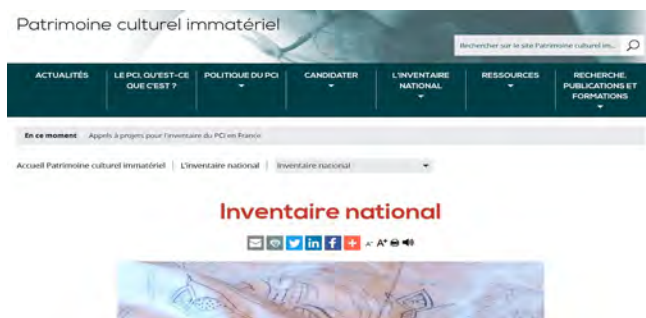 Patrimoine culturel immatériel
Rechercher sur le site Patrimoine culturel im...
ACTUALITÉS
LE PCI, QU'EST-CE
QUE C'EST ?
POLITIQUE DU PCI
CANDIDATER
L'INVENTAIRE
NATIONAL
RESSOURCES
RECHERCHE,
PUBLICATIONS ET
FORMATIONS
En ce moment Appels à projets pour l'inventaire du PCI en France
Accueil Patrimoine culturel immatériel | L'inventaire national | Inventaire national
Inventaire national
A- A+